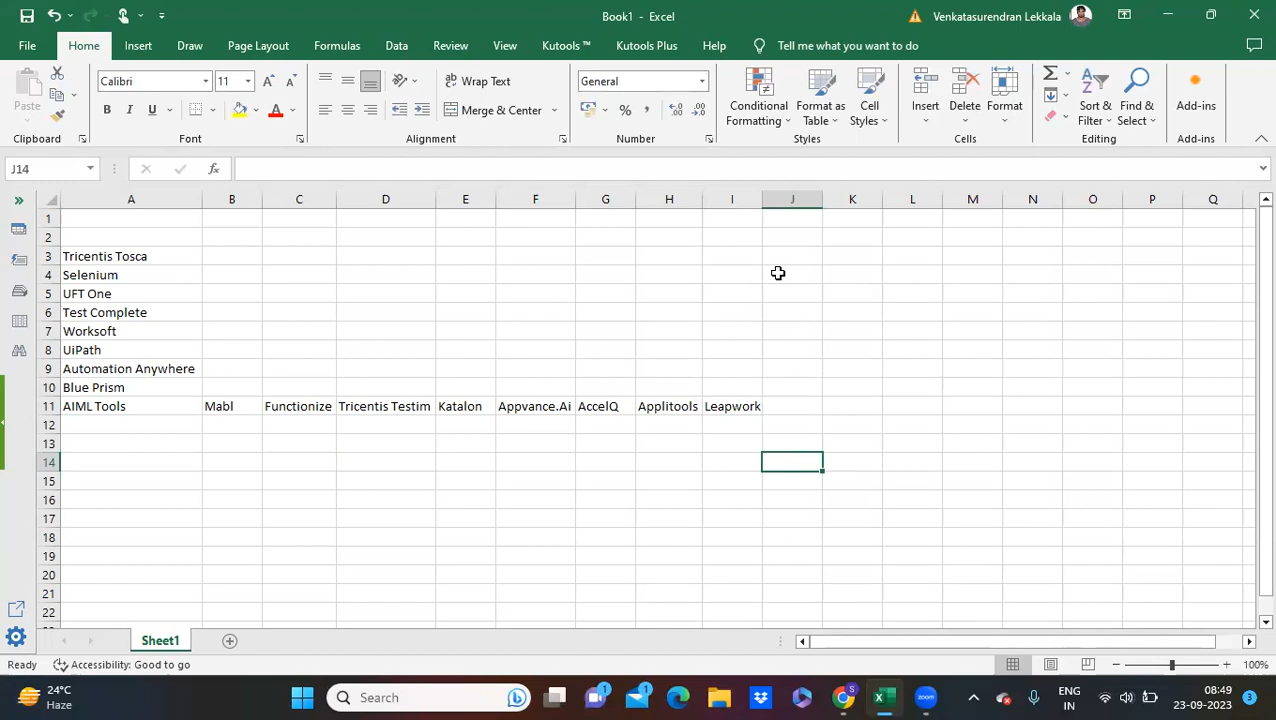 Book1 - Excel
Venkatasurendran Lekkala
File Home Insert Draw Page Layout Formulas Data Review View Kutools ™ Kutools Plus Help Tell me what you want to do
Calibri 11 Wrap Text General
Paste Merge & Center Conditional Formatting Format as Table Cell Styles Insert Delete Format Sort & Filter Find & Select Add-ins
Clipboard Font Alignment Number Styles Cells Editing Add-ins
J14 fx
A B C D E F G H I J K L M N O P Q
1
2
3 Tricentis Tosca
4 Selenium
5 UFT One
6 Test Complete
7 Worksoft
8 UiPath
9 Automation Anywhere
10 Blue Prism
11 AIML Tools Mabl Functionize Tricentis Testim Katalon Appvance.Ai AccelQ Applitools Leapwork
12
13
14
15
16
17
18
19
20
21
22
Sheet1
Ready Accessibility: Good to go 100%
24°C
Haze
Search
ENG
IN
08:49
23-09-2023
3